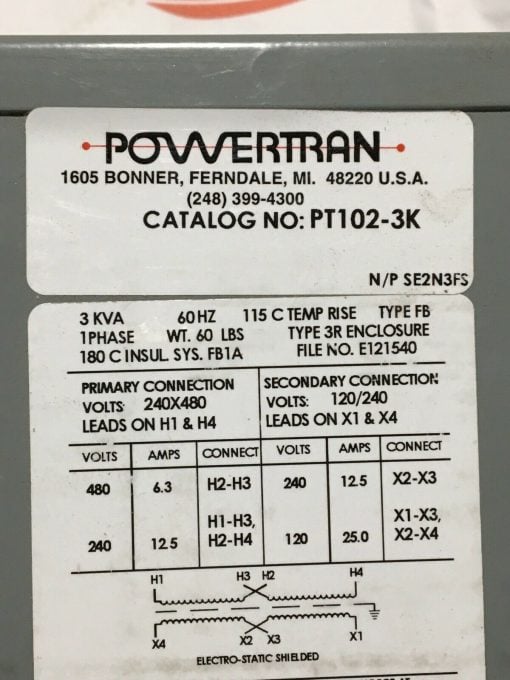 POWERTRAN
1605 BONNER, FERNDALE, MI. 48220 U.S.A.
(248) 399-4300
CATALOG NO: PT102-3K
N/P SE2N3FS
3 KVA 60 HZ 115 C TEMP RISE TYPE FB
1PHASE WT. 60 LBS TYPE 3R ENCLOSURE
180 C INSUL. SYS. FB1A FILE NO. E121540
PRIMARY CONNECTION SECONDARY CONNECTION
VOLTS: 240X480 VOLTS: 120/240
LEADS ON H1 & H4 LEADS ON X1 & X4
VOLTS AMPS CONNECT VOLTS AMPS CONNECT
480 6.3 H2-H3 240 12.5 X2-X3
H1-H3, X1-X3,
240 12.5 H2-H4 120 25.0 X2-X4
H1 H3 H2 H4
X4 X2 X3 X1
ELECTRO-STATIC SHIELDED